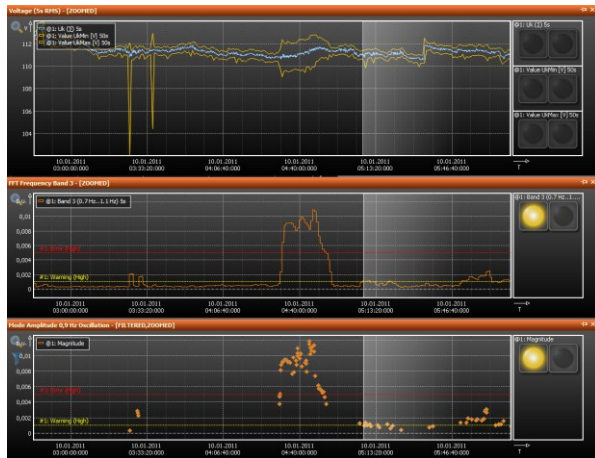 Voltage (5s RMS) - [ZOOMED]
@1: Uk (3) 5s
@1: Value UkMin [V] 50s
@1: Value UkMax [V] 50s
112
110
108
106
104
10.01.2011 10.01.2011 10.01.2011 10.01.2011 10.01.2011 10.01.2011
03:00:00:000 03:33:20:000 04:06:40:000 04:40:00:000 05:13:20:000 05:46:40:000
T
@1: Value UkMin [V] 50s
@1: Value UkMax [V] 50s
FFT Frequency Band 3 - [ZOOMED]
@1: Band 3 (0.7 Hz...1.1 Hz) 5s
0,01
0,008
0,006
0,004
0,002
0
#1: Error (High)
#1: Warning (High)
10.01.2011 10.01.2011 10.01.2011 10.01.2011 10.01.2011 10.01.2011
03:00:00:000 03:33:20:000 04:06:40:000 04:40:00:000 05:13:20:000 05:46:40:000
T
@1: Band 3 (0.7 Hz...1....
Mode Amplitude 0,9 Hz Oscillation - [FILTERED,ZOOMED]
@1: Magnitude
0,01
0,008
0,006
0,004
0,002
0
#1: Error (High)
#1: Warning (High)
10.01.2011 10.01.2011 10.01.2011 10.01.2011 10.01.2011 10.01.2011
03:00:00:000 03:33:20:000 04:06:40:000 04:40:00:000 05:13:20:000 05:46:40:000
T
@1: Magnitude